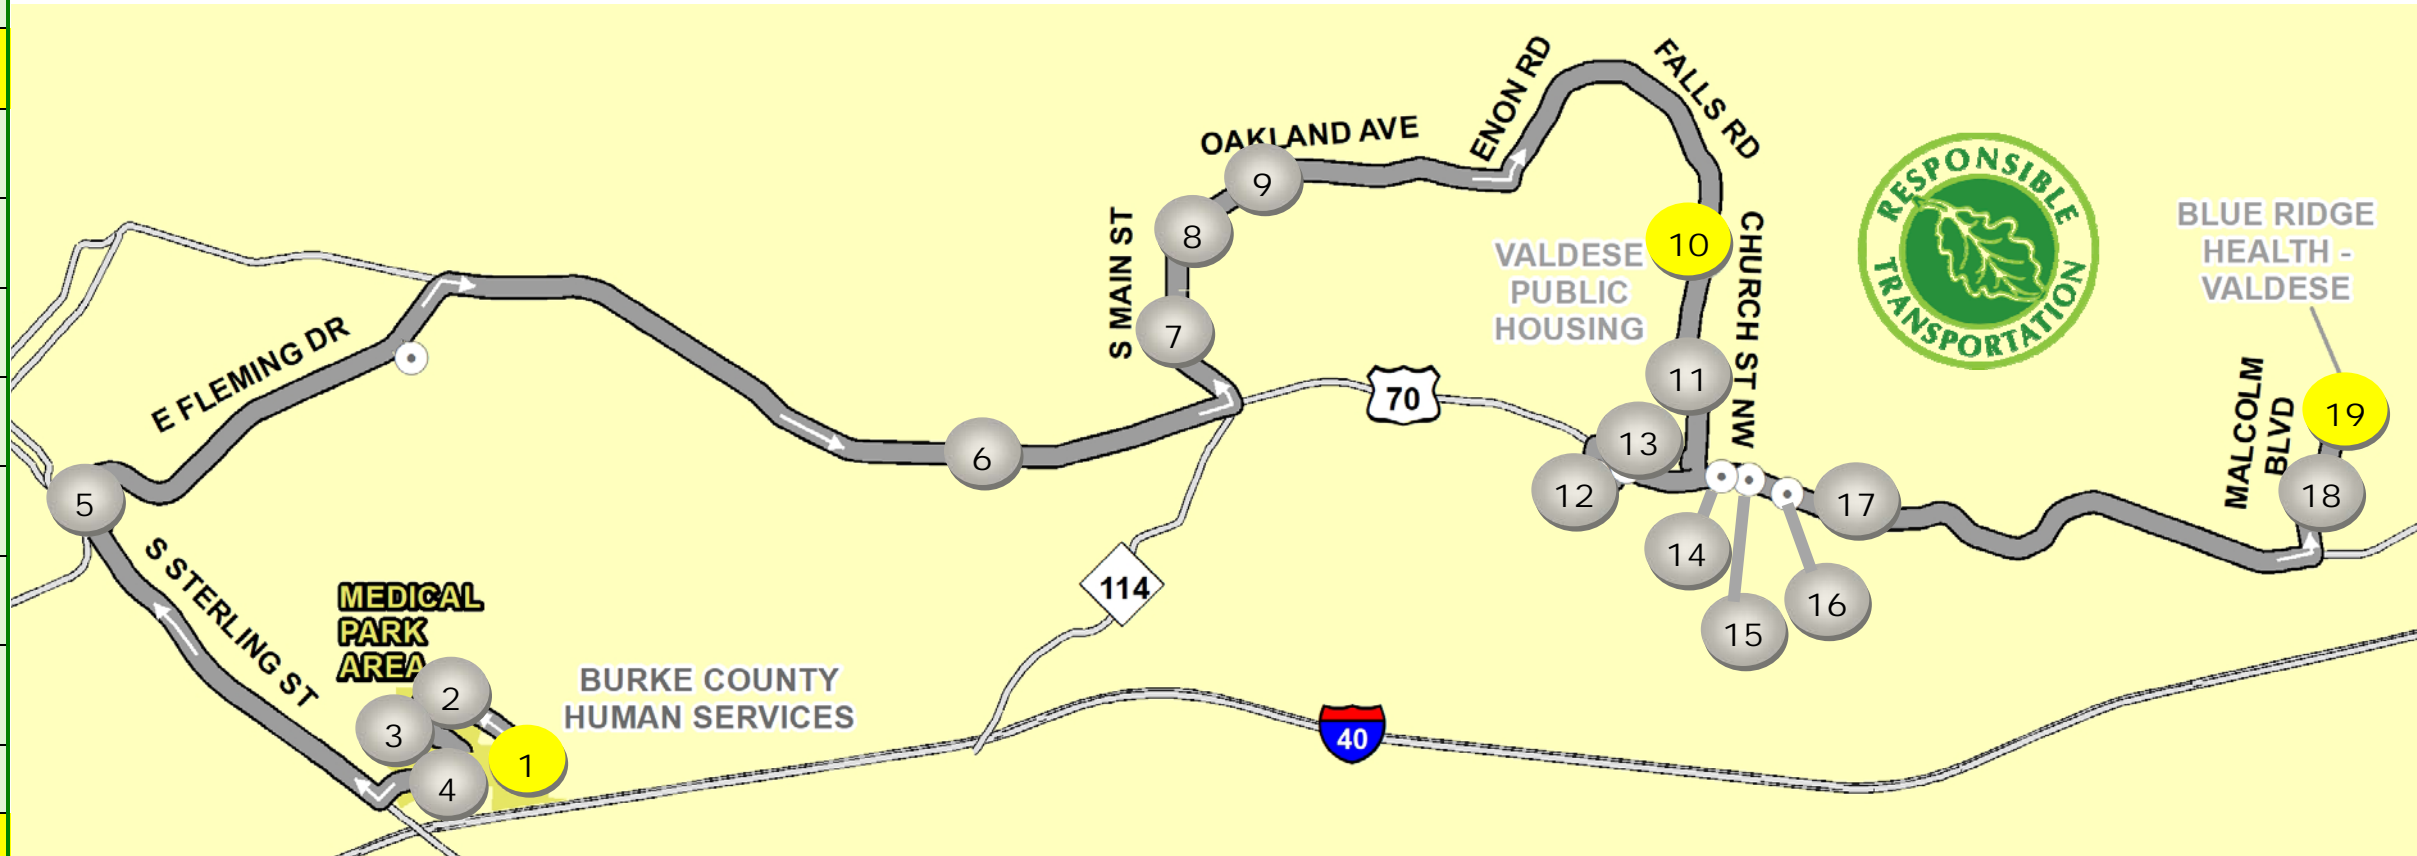 ENON RD
FALLS RD
OAKLAND AVE
9
RESPONSIBLE
TRANSPORTATION
S MAIN ST
8
7
VALDESE
PUBLIC
HOUSING
10
CHURCH ST NW
BLUE RIDGE
HEALTH -
VALDESE
E FLEMING DR
70
11
MALCOLM
BLVD
19
5
6
13
12
17
18
14
15
16
S STERLING ST
114
MEDICAL
PARK
AREA
2
3
1
4
BURKE COUNTY
HUMAN SERVICES
40